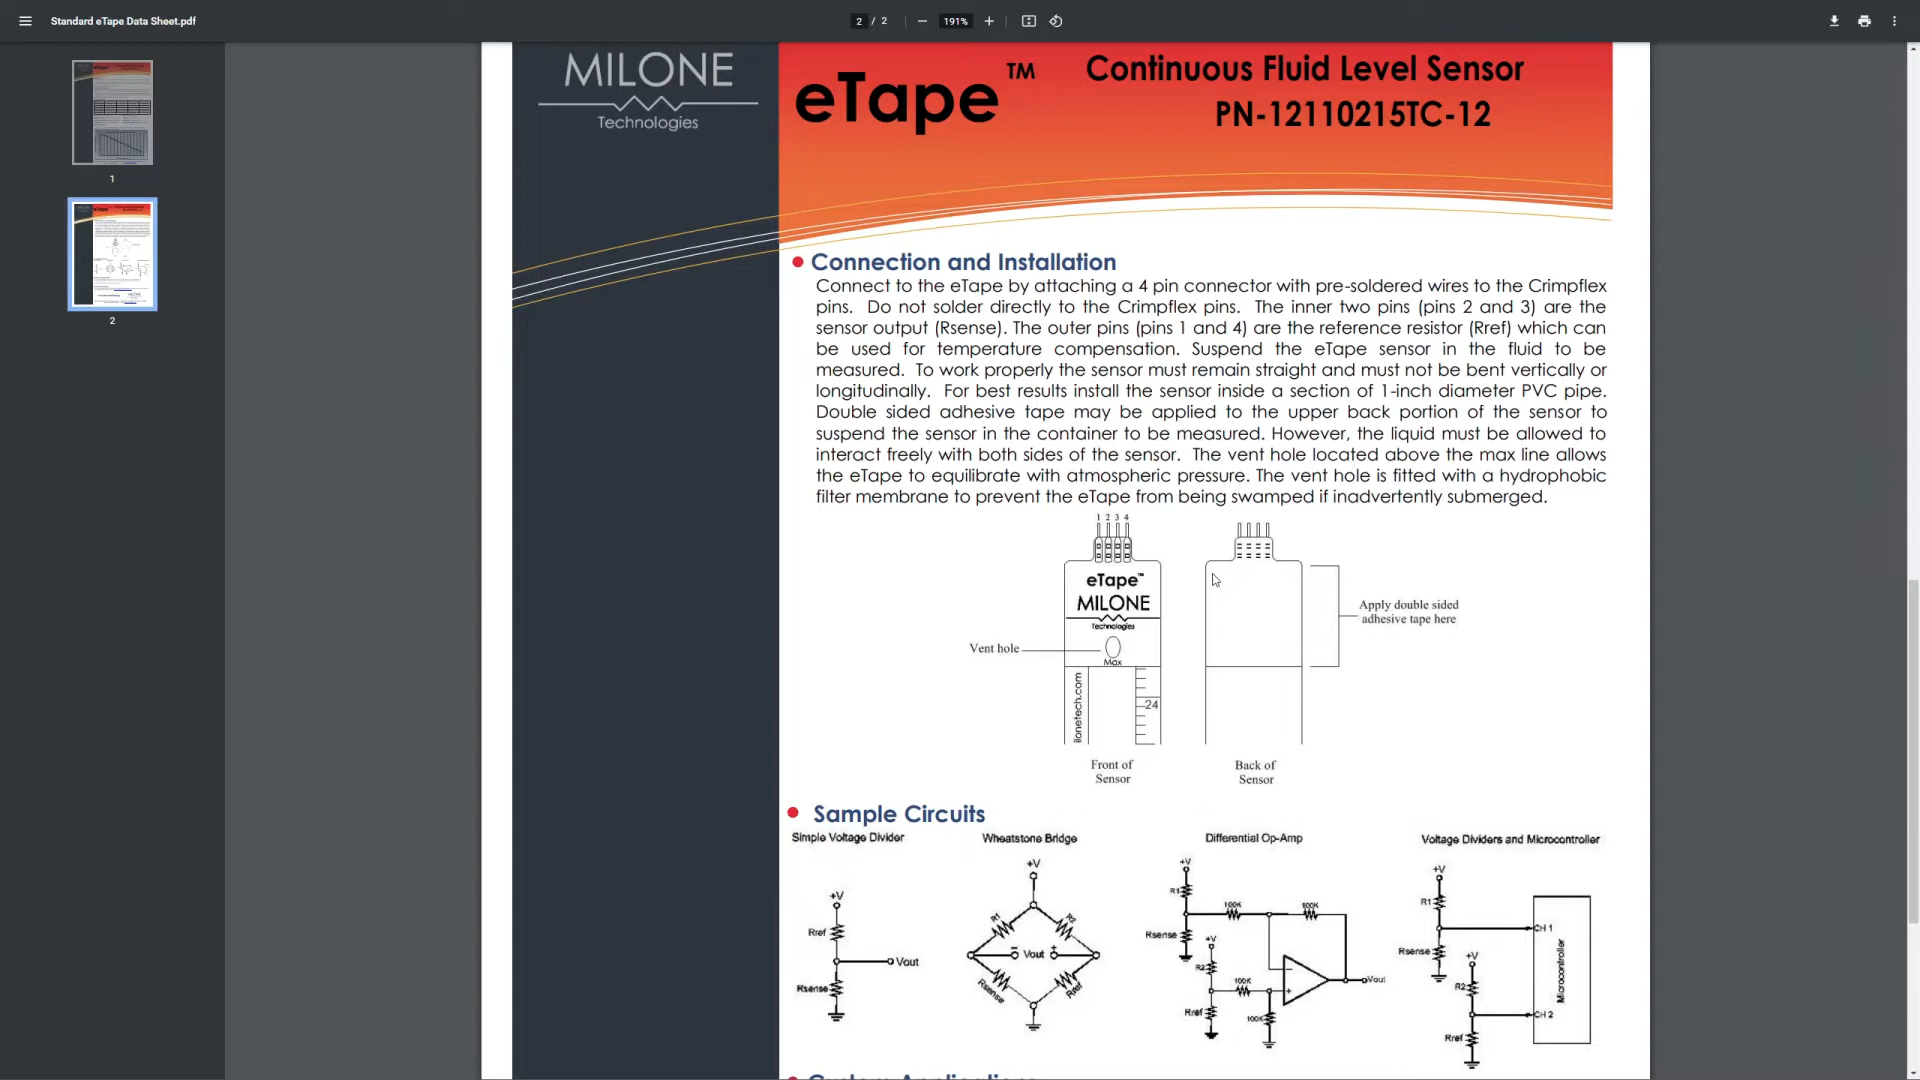 Standard eTape Data Sheet.pdf
2 / 2
191%
1
2
MILONE
Technologies
eTape™
Continuous Fluid Level Sensor
PN-12110215TC-12
Connection and Installation
Connect to the eTape by attaching a 4 pin connector with pre-soldered wires to the Crimpflex
pins. Do not solder directly to the Crimpflex pins. The inner two pins (pins 2 and 3) are the
sensor output (Rsense). The outer pins (pins 1 and 4) are the reference resistor (Rref) which can
be used for temperature compensation. Suspend the eTape sensor in the fluid to be
measured. To work properly the sensor must remain straight and must not be bent vertically or
longitudinally. For best results install the sensor inside a section of 1-inch diameter PVC pipe.
Double sided adhesive tape may be applied to the upper back portion of the sensor to
suspend the sensor in the container to be measured. However, the liquid must be allowed to
interact freely with both sides of the sensor. The vent hole located above the max line allows
the eTape to equilibrate with atmospheric pressure. The vent hole is fitted with a hydrophobic
filter membrane to prevent the eTape from being swamped if inadvertently submerged.
1 2 3 4
eTape™
MILONE
Technologies
Vent hole
Max
ilonetech.com
24
Apply double sided
adhesive tape here
Front of
Sensor
Back of
Sensor
Sample Circuits
Simple Voltage Divider
+V
Rref
Vout
Rsense
Wheatstone Bridge
+V
R1
R2
- Vout +
Rsense
Rref
Differential Op-Amp
+V
R1
100K
Rsense
+V
R2
100K
Vout
Rref
100K
Voltage Dividers and Microcontroller
+V
R1
CH 1
Rsense
+V
R2
CH 2
Rref
Microcontroller